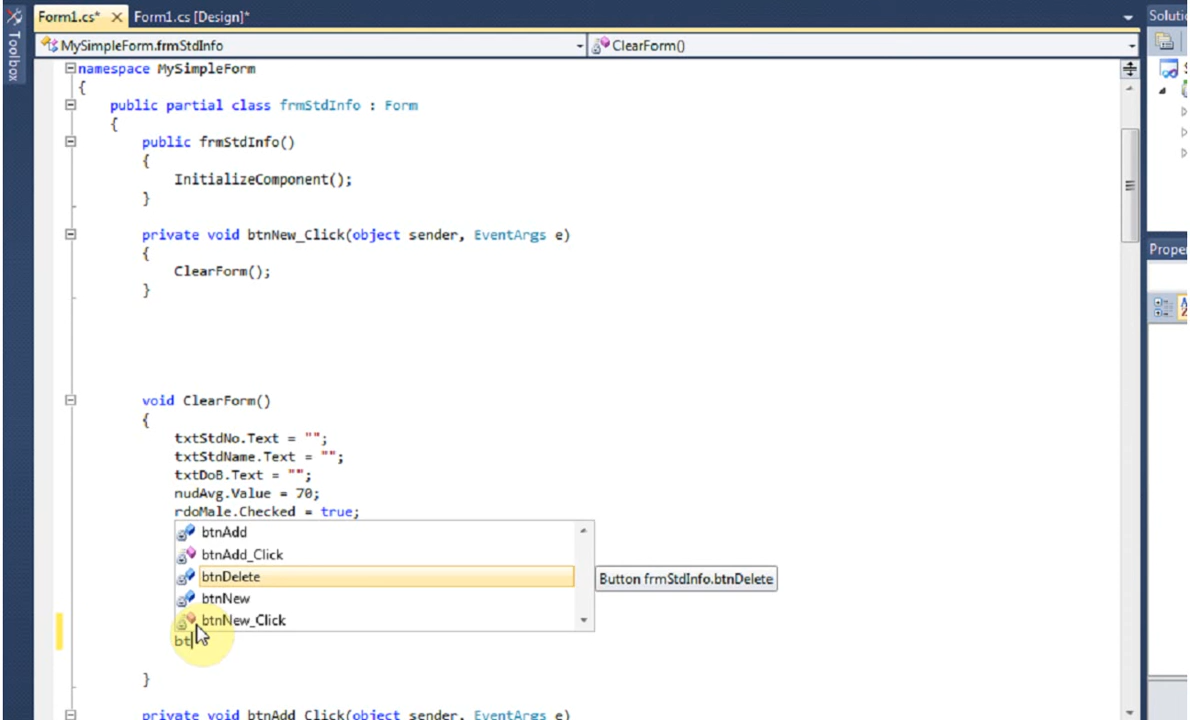 Form1.cs* Form1.cs [Design]*
Solutio
Toolbox
MySimpleForm.frmStdInfo ClearForm()
namespace MySimpleForm
{
public partial class frmStdInfo : Form
{
public frmStdInfo()
{
InitializeComponent();
}
private void btnNew_Click(object sender, EventArgs e)
{
ClearForm();
}
Prope
void ClearForm()
{
txtStdNo.Text = "";
txtStdName.Text = "";
txtDoB.Text = "";
nudAvg.Value = 70;
rdoMale.Checked = true;
btnAdd
btnAdd_Click
btnDelete
Button frmStdInfo.btnDelete
btnNew
btnNew_Click
bt
}
private void btnAdd_Click(object sender, EventArgs e)